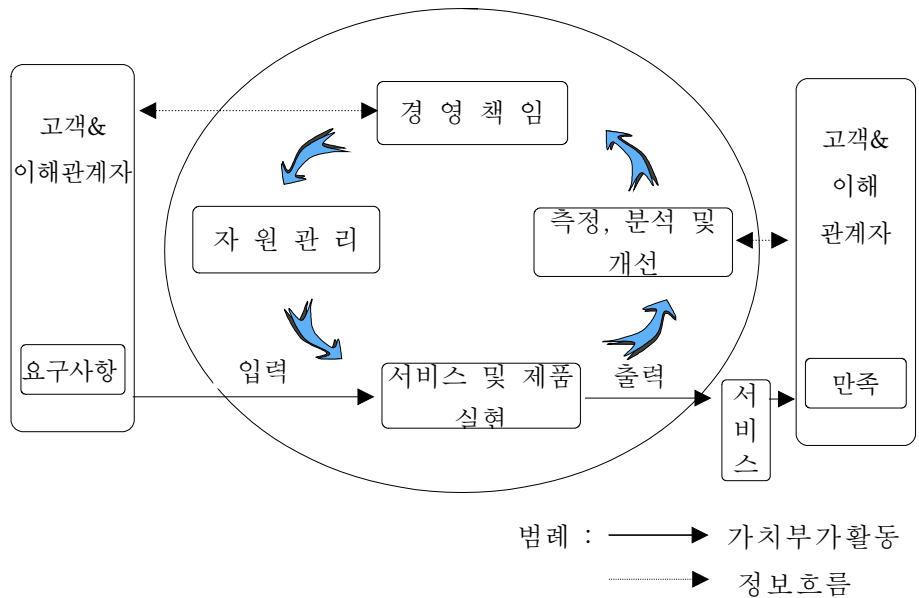 고객&
이해관계자
요구사항
경 영 책 임
자 원 관 리
측정, 분석 및
개선
입력
서비스 및 제품
실현
출력
서
비
스
고객&
이해
관계자
만족
범례 :
가치부가활동
정보흐름